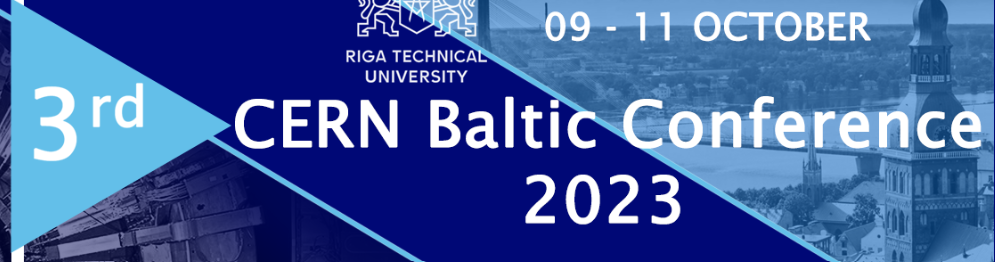 09 - 11 OCTOBER
RIGA TECHNICAL
UNIVERSITY
3rd
CERN Baltic Conference
2023